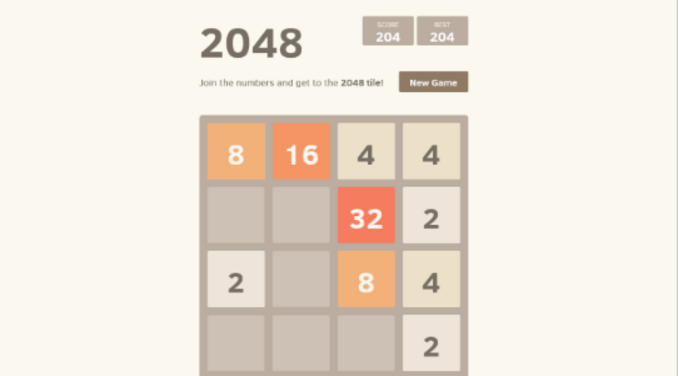 2048
SCORE
204
BEST
204
Join the numbers and get to the 2048 tile!
New Game
8 16 4 4
32 2
2 8 4
2